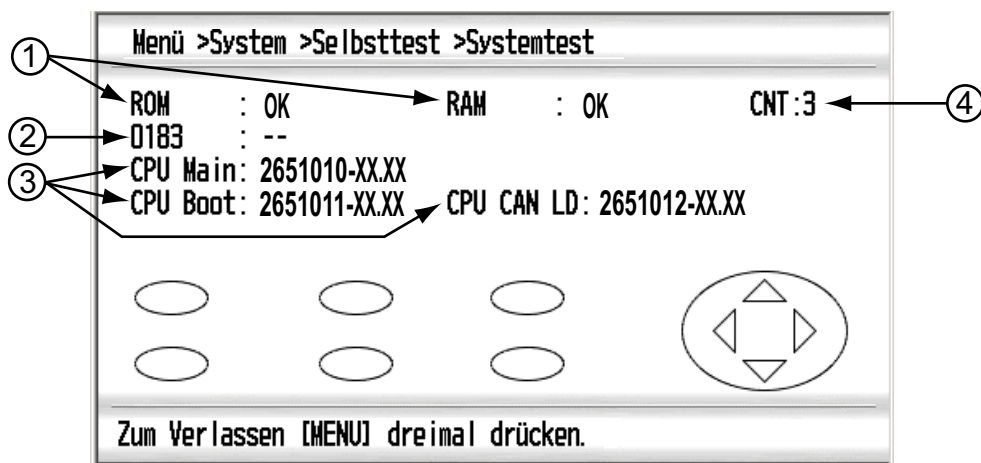 Menü >System >Selbsttest >Systemtest
1
ROM : OK RAM : OK CNT:3
4
2
0183 : --
3
CPU Main: 2651010-XX.XX
CPU Boot: 2651011-XX.XX CPU CAN LD: 2651012-XX.XX
Zum Verlassen [MENU] dreimal drücken.